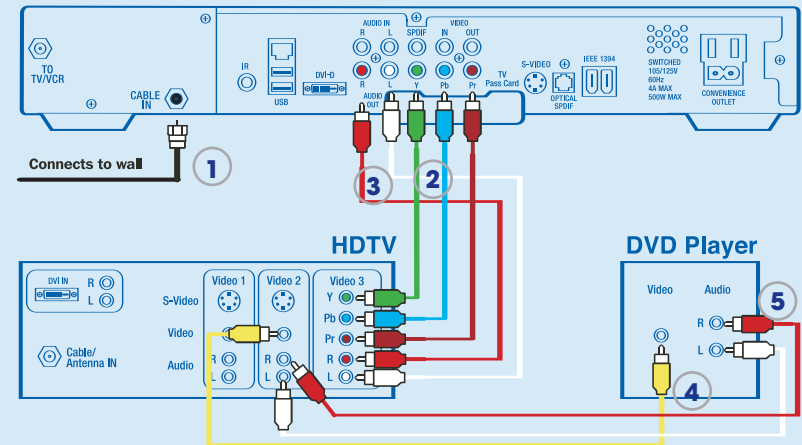 TO
TV/VCR
CABLE
IN
IR
USB
DVI-D
AUDIO IN
VIDEO
R L SPDIF IN OUT
R L Y Pb Pr
AUDIO
OUT
TV
Pass Card
S-VIDEO
OPTICAL
SPDIF
IEEE 1394
SWITCHED
105/125V
60Hz
4A MAX
500W MAX
CONVENIENCE
OUTLET
Connects to wall
1
3
2
HDTV
DVI IN
R
L
Cable/
Antenna IN
S-Video
Video
Audio
Video 1
R
L
Video 2
R
L
Video 3
Y
Pb
Pr
R
L
DVD Player
Video
Audio
R
L
5
4